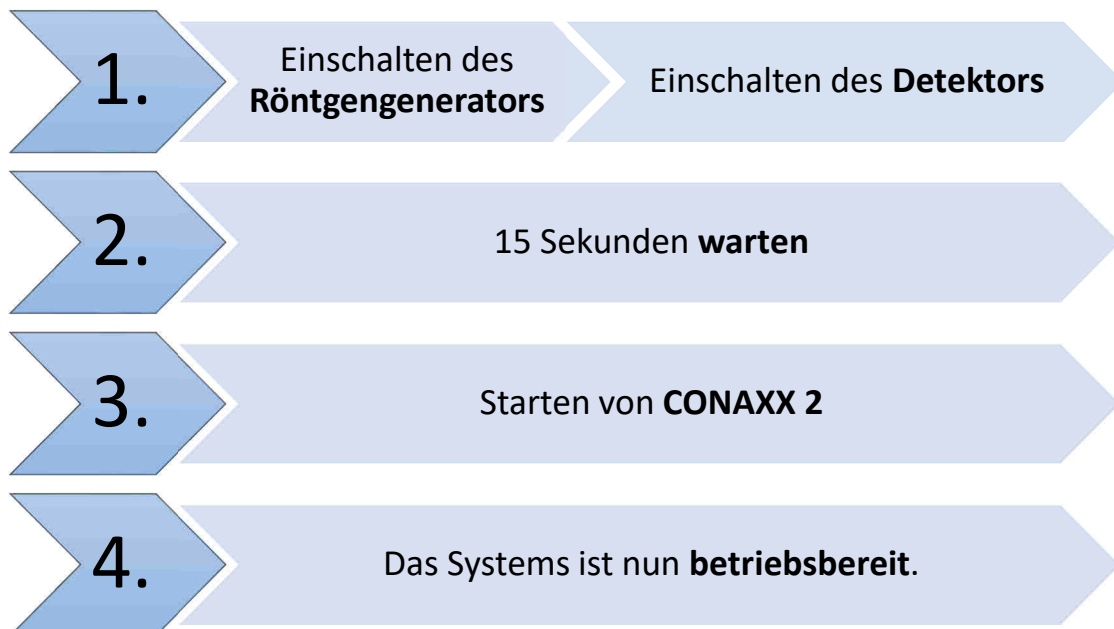 1.
Einschalten des
Röntgengenerators
Einschalten des Detektors
2.
15 Sekunden warten
3.
Starten von CONAXX 2
4.
Das Systems ist nun betriebsbereit.